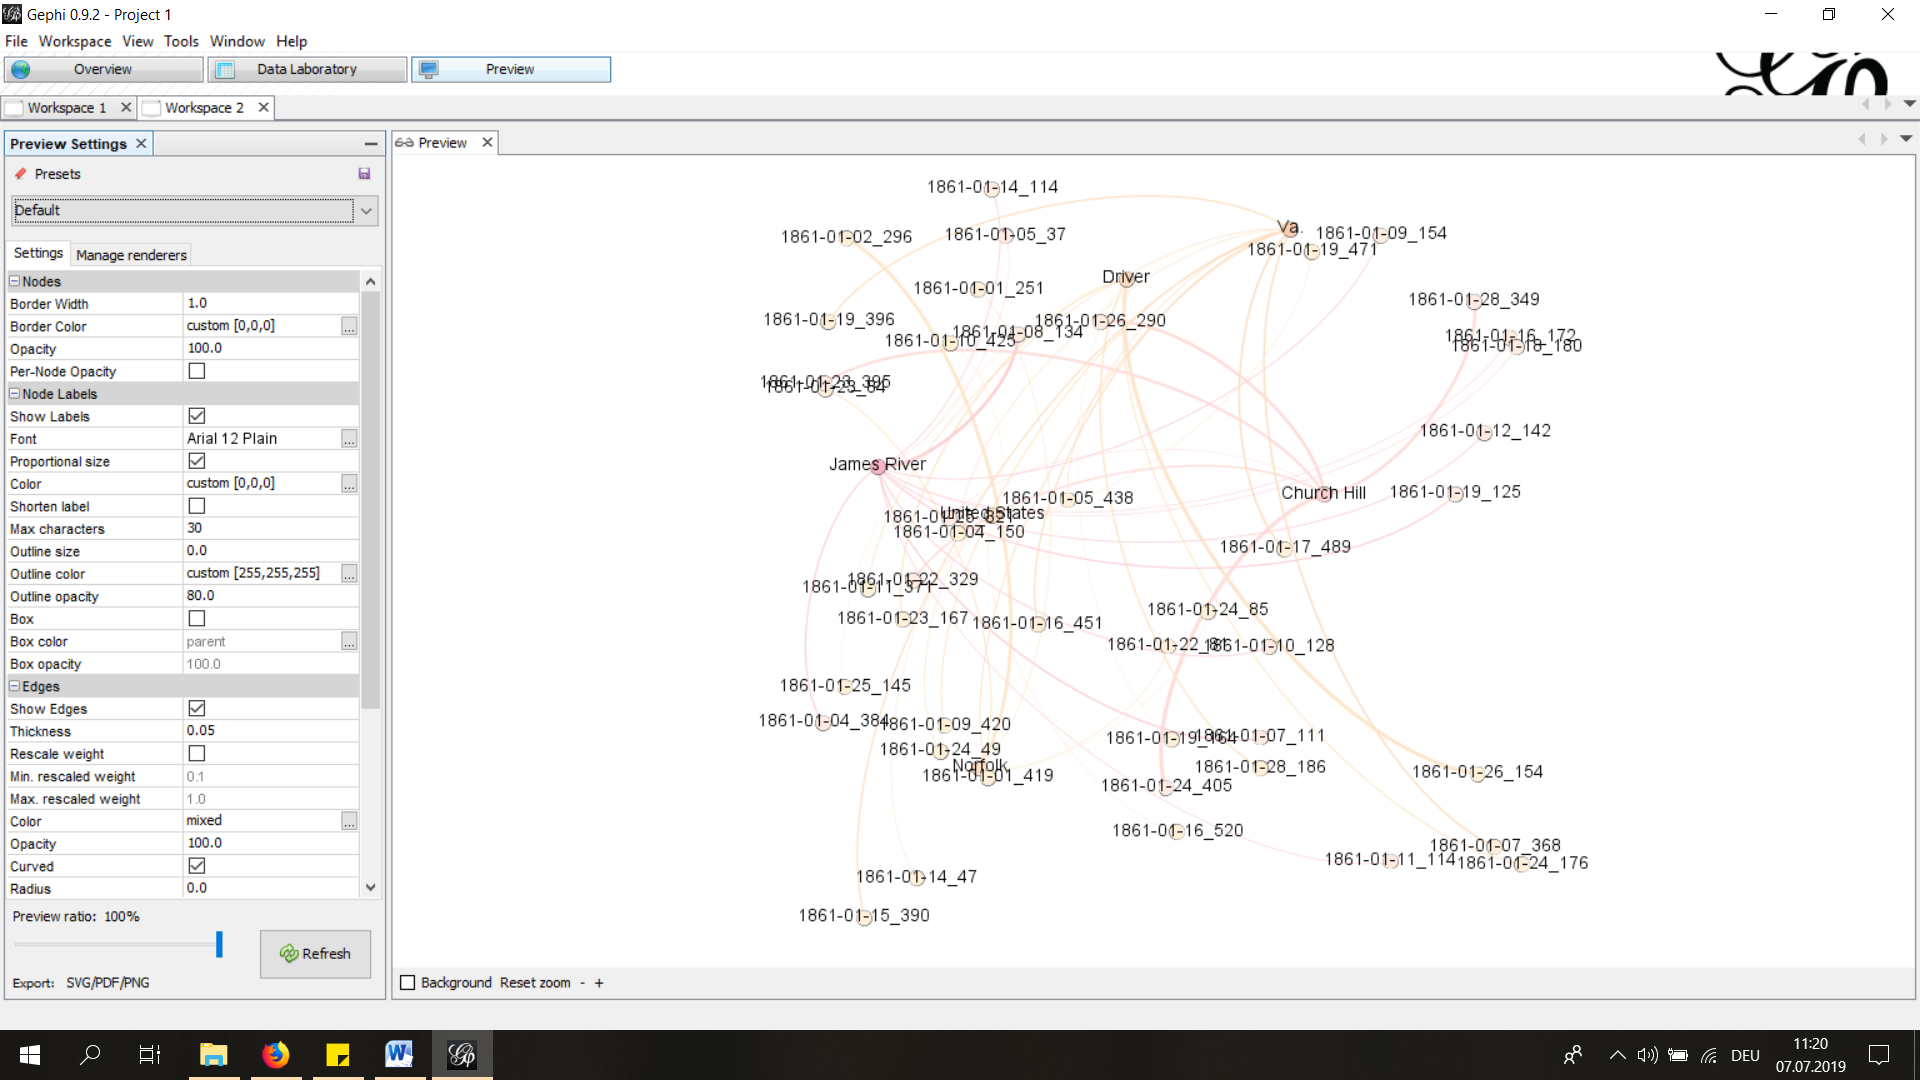 Gephi 0.9.2 - Project 1
File Workspace View Tools Window Help
Overview Data Laboratory Preview
Workspace 1 Workspace 2
Preview Settings
Presets
Default
Settings Manage renderers
Nodes
Border Width 1.0
Border Color custom [0,0,0] ...
Opacity 100.0
Per-Node Opacity
Node Labels
Show Labels
Font Arial 12 Plain ...
Proportional size
Color custom [0,0,0] ...
Shorten label
Max characters 30
Outline size 0.0
Outline color custom [255,255,255] ...
Outline opacity 80.0
Box
Box color parent ...
Box opacity 100.0
Edges
Show Edges
Thickness 0.05
Rescale weight
Min. rescaled weight 0.1
Max. rescaled weight 1.0
Color mixed ...
Opacity 100.0
Curved
Radius 0.0
Preview ratio: 100%
Refresh
Export: SVG/PDF/PNG
Preview
1861-01-14_114
Va.
1861-01-09_154
1861-01-02_296
1861-01-05_37
1861-01-19_471
Driver
1861-01-01_251
1861-01-28_349
1861-01-19_396
1861-01-26_290
1861-01-08_134
1861-01-10_425
1861-01-16_172
1861-01-18_180
1861-01-23_395
1861-01-23_84
1861-01-12_142
James River
Church Hill
1861-01-19_125
1861-01-05_438
United States
1861-01-04_150
1861-01-17_489
1861-01-22_329
1861-01-11_371
1861-01-24_85
1861-01-23_167
1861-01-16_451
1861-01-22_81
1861-01-10_128
1861-01-25_145
1861-01-04_384
1861-01-09_420
1861-01-19_164
1861-01-07_111
1861-01-24_49
Norfolk
1861-01-01_419
1861-01-28_186
1861-01-26_154
1861-01-24_405
1861-01-16_520
1861-01-07_368
1861-01-11_114
1861-01-24_176
1861-01-14_47
1861-01-15_390
Background Reset zoom - +
DEU
11:20
07.07.2019